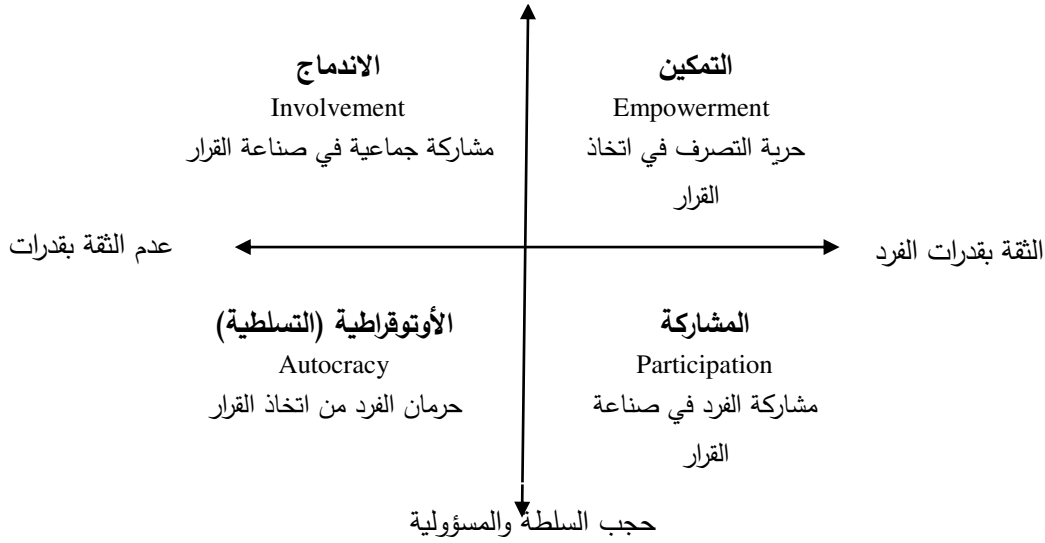 التمكين
Empowerment
حرية التصرف في اتخاذ
القرار
الاندماج
Involvement
مشاركة جماعية في صناعة القرار
الثقة بقدرات الفرد
عدم الثقة بقدرات
المشاركة
Participation
مشاركة الفرد في صناعة
القرار
الأوتوقراطية (التسلطية)
Autocracy
حرمان الفرد من اتخاذ القرار
حجب السلطة والمسؤولية